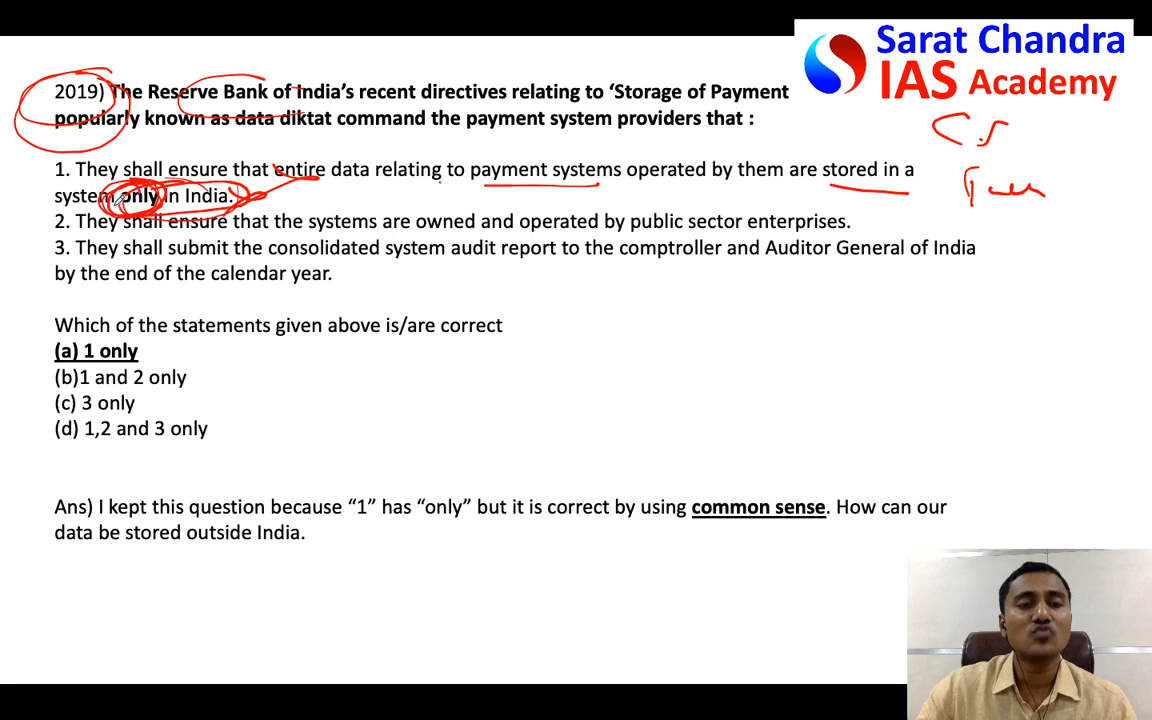 Sarat Chandra
IAS Academy
2019) The Reserve Bank of India's recent directives relating to ‘Storage of Payment
popularly known as data diktat command the payment system providers that :
C.S
1. They shall ensure that entire data relating to payment systems operated by them are stored in a
system only in India.
2. They shall ensure that the systems are owned and operated by public sector enterprises.
3. They shall submit the consolidated system audit report to the comptroller and Auditor General of India
by the end of the calendar year.
Which of the statements given above is/are correct
(a) 1 only
(b)1 and 2 only
(c) 3 only
(d) 1,2 and 3 only
Ans) I kept this question because “1” has “only” but it is correct by using common sense. How can our
data be stored outside India.